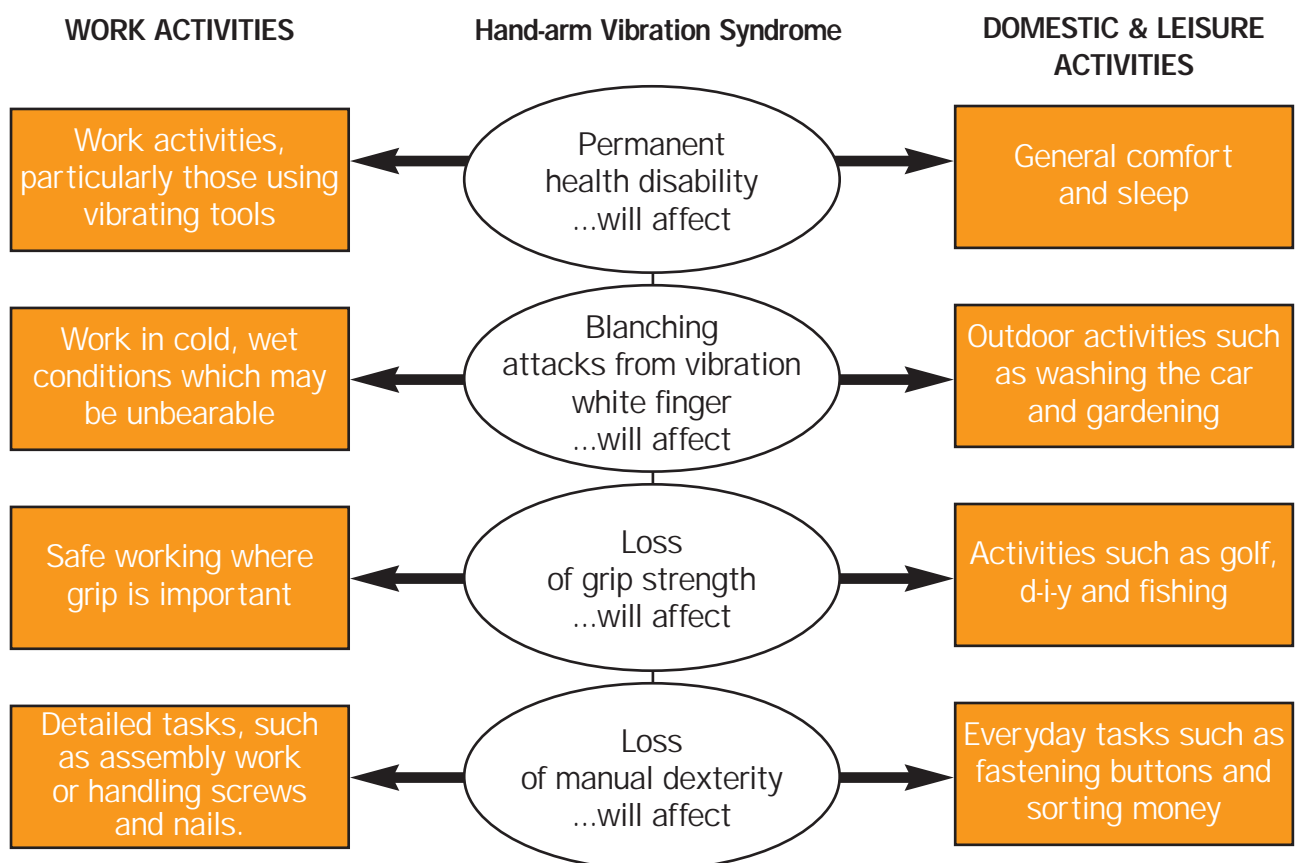 WORK ACTIVITIES
Hand-arm Vibration Syndrome
DOMESTIC & LEISURE
ACTIVITIES
Work activities,
particularly those using
vibrating tools
Permanent
health disability
...will affect
General comfort
and sleep
Work in cold, wet
conditions which may
be unbearable
Blanching
attacks from vibration
white finger
...will affect
Outdoor activities such
as washing the car
and gardening
Safe working where
grip is important
Loss
of grip strength
...will affect
Activities such as golf,
d-i-y and fishing
Detailed tasks, such
as assembly work
or handling screws
and nails.
Loss
of manual dexterity
...will affect
Everyday tasks such as
fastening buttons and
sorting money